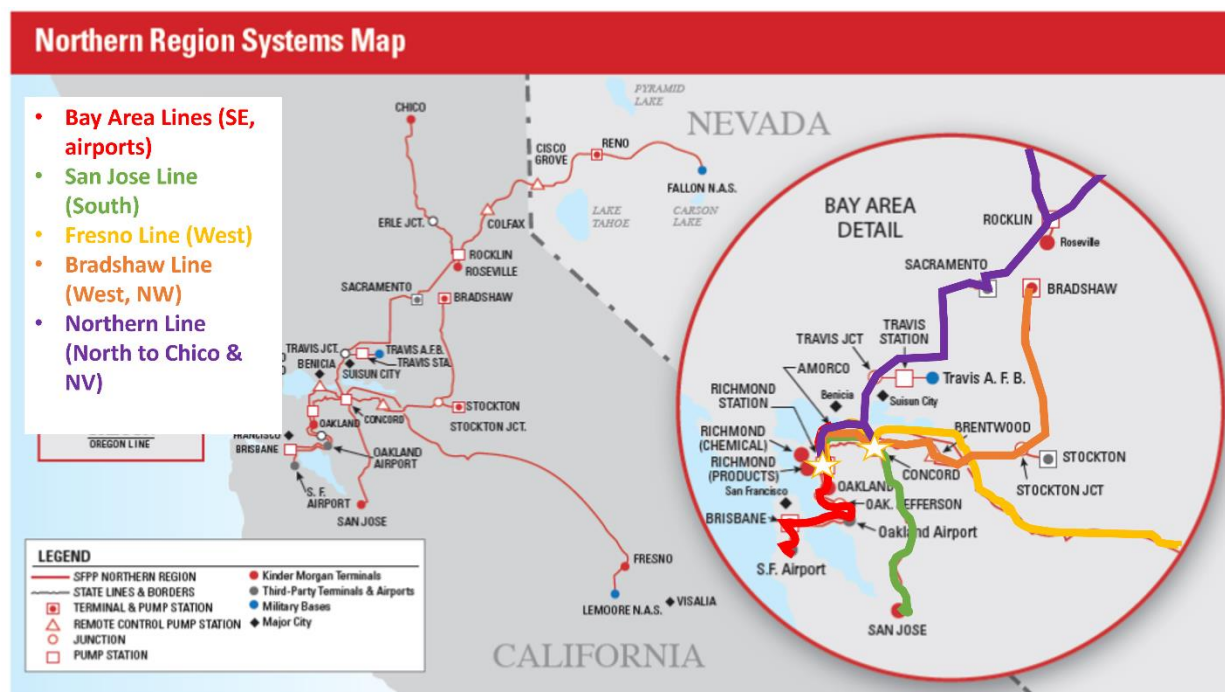 Northern Region Systems Map
• Bay Area Lines (SE,
airports)
• San Jose Line
(South)
• Fresno Line (West)
• Bradshaw Line
(West, NW)
• Northern Line
(North to Chico &
NV)
OREGON LINE
CHICO
PYRAMID
LAKE
NEVADA
CISCO
GROVE
RENO
FALLON N.A.S.
LAKE
TAHOE
CARSON
LAKE
ERLE JCT.
COLFAX
ROCKLIN
ROSEVILLE
SACRAMENTO
BRADSHAW
TRAVIS JCT.
BENICIA
TRAVIS A.F.B.
TRAVIS STA.
SUISUN CITY
CONCORD
STOCKTON
STOCKTON JCT.
OAKLAND
FRANCISCO
BRISBANE
OAKLAND
AIRPORT
S. F.
AIRPORT
SAN JOSE
FRESNO
LEMOORE N.A.S.
VISALIA
CALIFORNIA
BAY AREA
DETAIL
ROCKLIN
Roseville
SACRAMENTO
BRADSHAW
TRAVIS
STATION
TRAVIS JCT
AMORCO
Travis A. F. B.
Benicia
Suisun City
RICHMOND
STATION
RICHMOND
(CHEMICAL)
BRENTWOOD
RICHMOND
(PRODUCTS)
CONCORD
STOCKTON
STOCKTON JCT
San Francisco
OAKLAND
OAK. JEFFERSON
BRISBANE
Oakland Airport
S.F. Airport
SAN JOSE
LEGEND
SFPP NORTHERN REGION
STATE LINES & BORDERS
TERMINAL & PUMP STATION
REMOTE CONTROL PUMP STATION
JUNCTION
PUMP STATION
Kinder Morgan Terminals
Third-Party Terminals & Airports
Military Bases
Major City